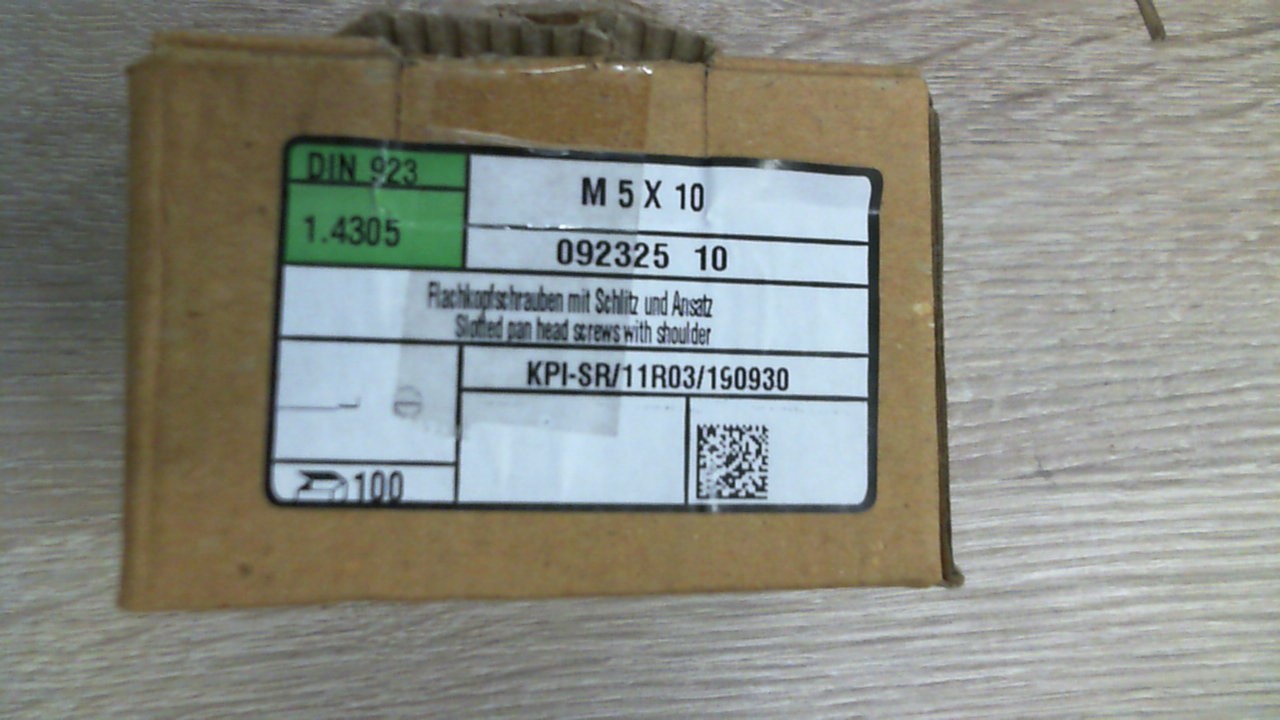 DIN 923
M 5 X 10
1.4305
092325 10
Flachkopfschrauben mit Schlitz und Ansatz
Slotted pan head screws with shoulder
KPI-SR/11R03/190930
100